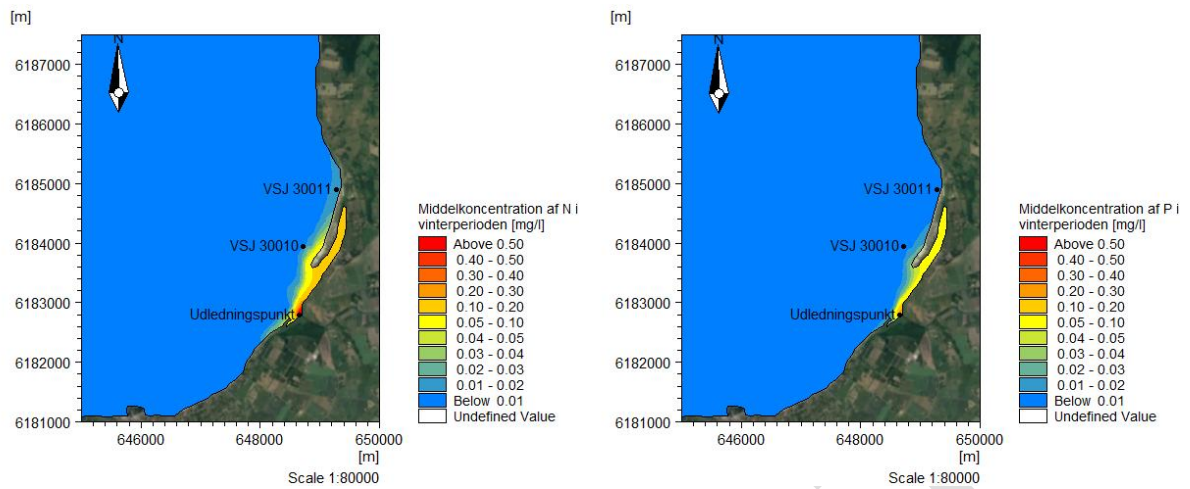 [m]
N
6187000
6186000
6185000
6184000
6183000
6182000
6181000
VSJ 30011
VSJ 30010
Udledningspunkt
646000
648000
650000
[m]
Scale 1:80000
Middelkoncentration af N i
vinterperioden [mg/l]
Above 0.50
0.40 - 0.50
0.30 - 0.40
0.20 - 0.30
0.10 - 0.20
0.05 - 0.10
0.04 - 0.05
0.03 - 0.04
0.02 - 0.03
0.01 - 0.02
Below 0.01
Undefined Value
[m]
N
6187000
6186000
6185000
6184000
6183000
6182000
6181000
VSJ 30011
VSJ 30010
Udledningspunkt
646000
648000
650000
[m]
Scale 1:80000
Middelkoncentration af P i
vinterperioden [mg/l]
Above 0.50
0.40 - 0.50
0.30 - 0.40
0.20 - 0.30
0.10 - 0.20
0.05 - 0.10
0.04 - 0.05
0.03 - 0.04
0.02 - 0.03
0.01 - 0.02
Below 0.01
Undefined Value